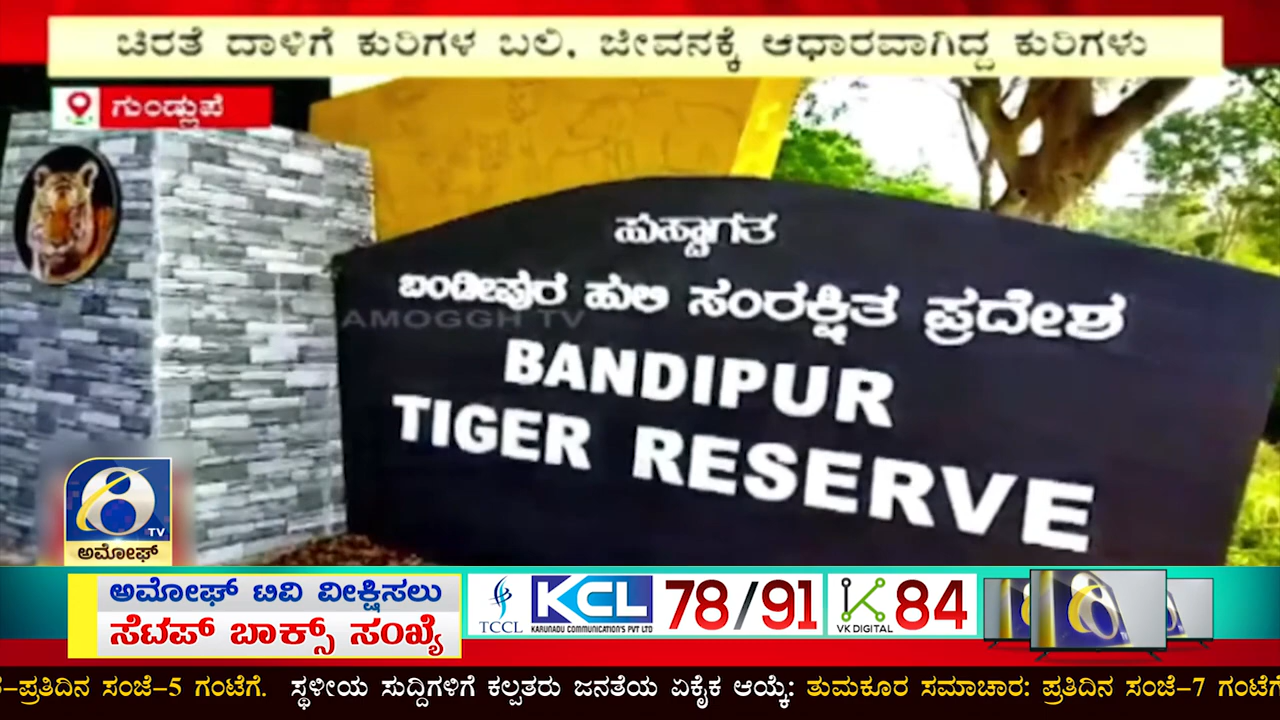 ಚಿರತೆ ದಾಳಿಗೆ ಕುರಿಗಳ ಬಲಿ, ಜೀವನಕ್ಕೆ ಆಧಾರವಾಗಿದ್ದ ಕುರಿಗಳು
ಗುಂಡ್ಲುಪೆ
ಸುಸ್ವಾಗತ
ಬಂಡೀಪುರ ಹುಲಿ ಸಂರಕ್ಷಿತ ಪ್ರದೇಶ
AMOGGH TV
BANDIPUR
TIGER RESERVE
TV
ಅಮೋಘ್
ಅಮೋಘ್ ಟಿವಿ ವೀಕ್ಷಿಸಲು
ಸೆಟಪ್ ಬಾಕ್ಸ್ ಸಂಖ್ಯೆ
TCCL
KCL
KARUNADU COMMUNICATION'S PVT LTD
78/91
VK DIGITAL
84
-ಪ್ರತಿದಿನ ಸಂಜೆ-5 ಗಂಟೆಗೆ. ಸ್ಥಳೀಯ ಸುದ್ದಿಗಳಿಗೆ ಕಲ್ಪತರು ಜನತೆಯ ಏಕೈಕ ಆಯ್ಕೆ: ತುಮಕೂರ ಸಮಾಚಾರ: ಪ್ರತಿದಿನ ಸಂಜೆ-7 ಗಂಟೆಗೆ